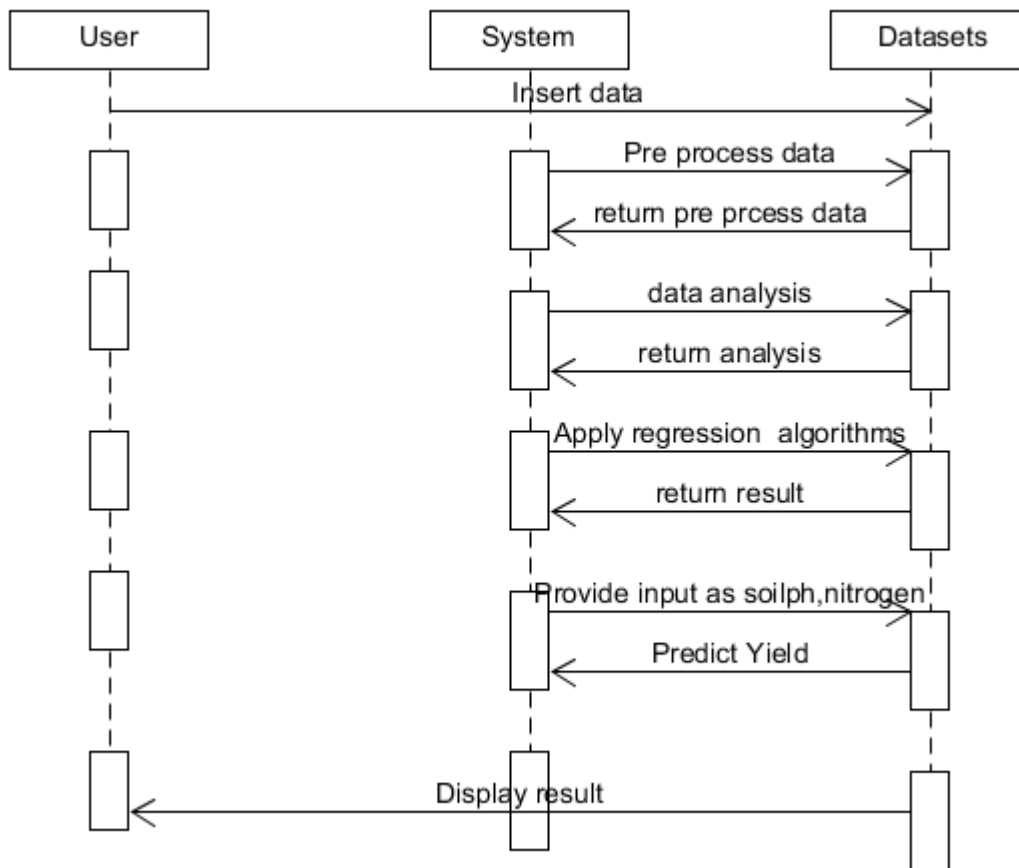 User
System
Datasets
Insert data
Pre process data
return pre prcess data
data analysis
return analysis
Apply regression  algorithms
return result
Provide input as soilph,nitrogen
Predict Yield
Display result